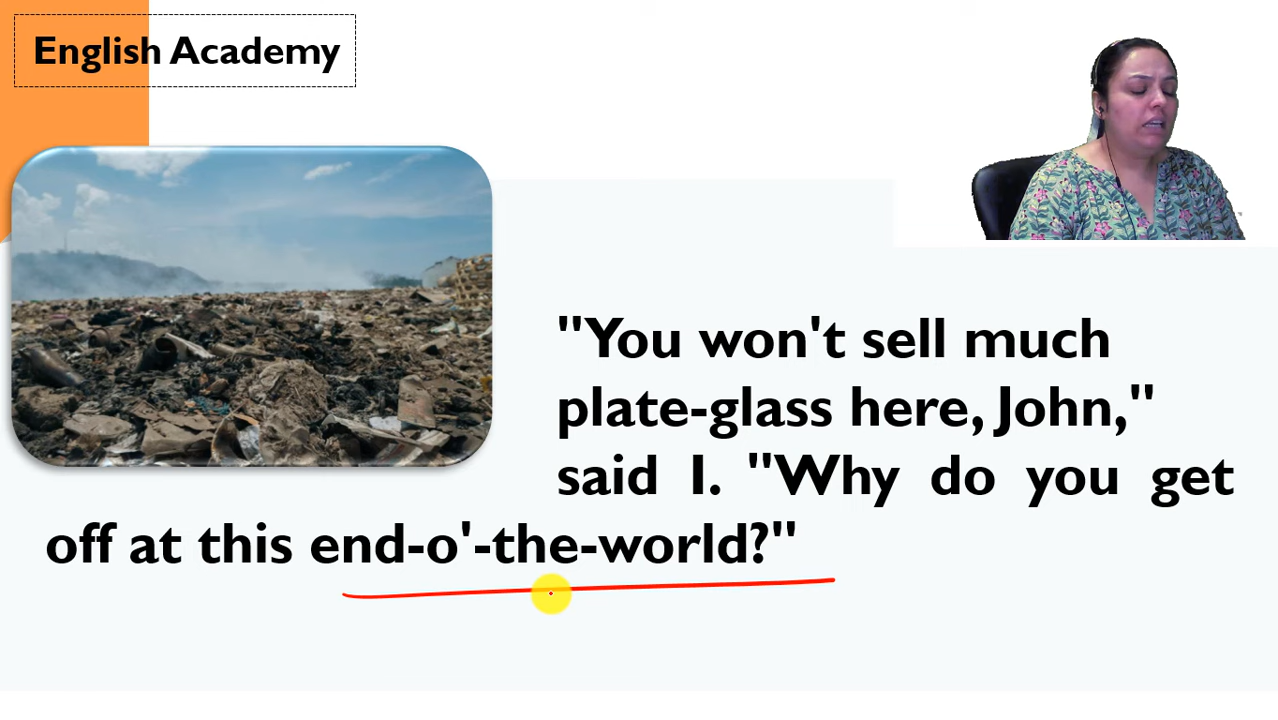 English Academy
"You won't sell much
plate-glass here, John,"
said I. "Why do you get
off at this end-o'-the-world?"